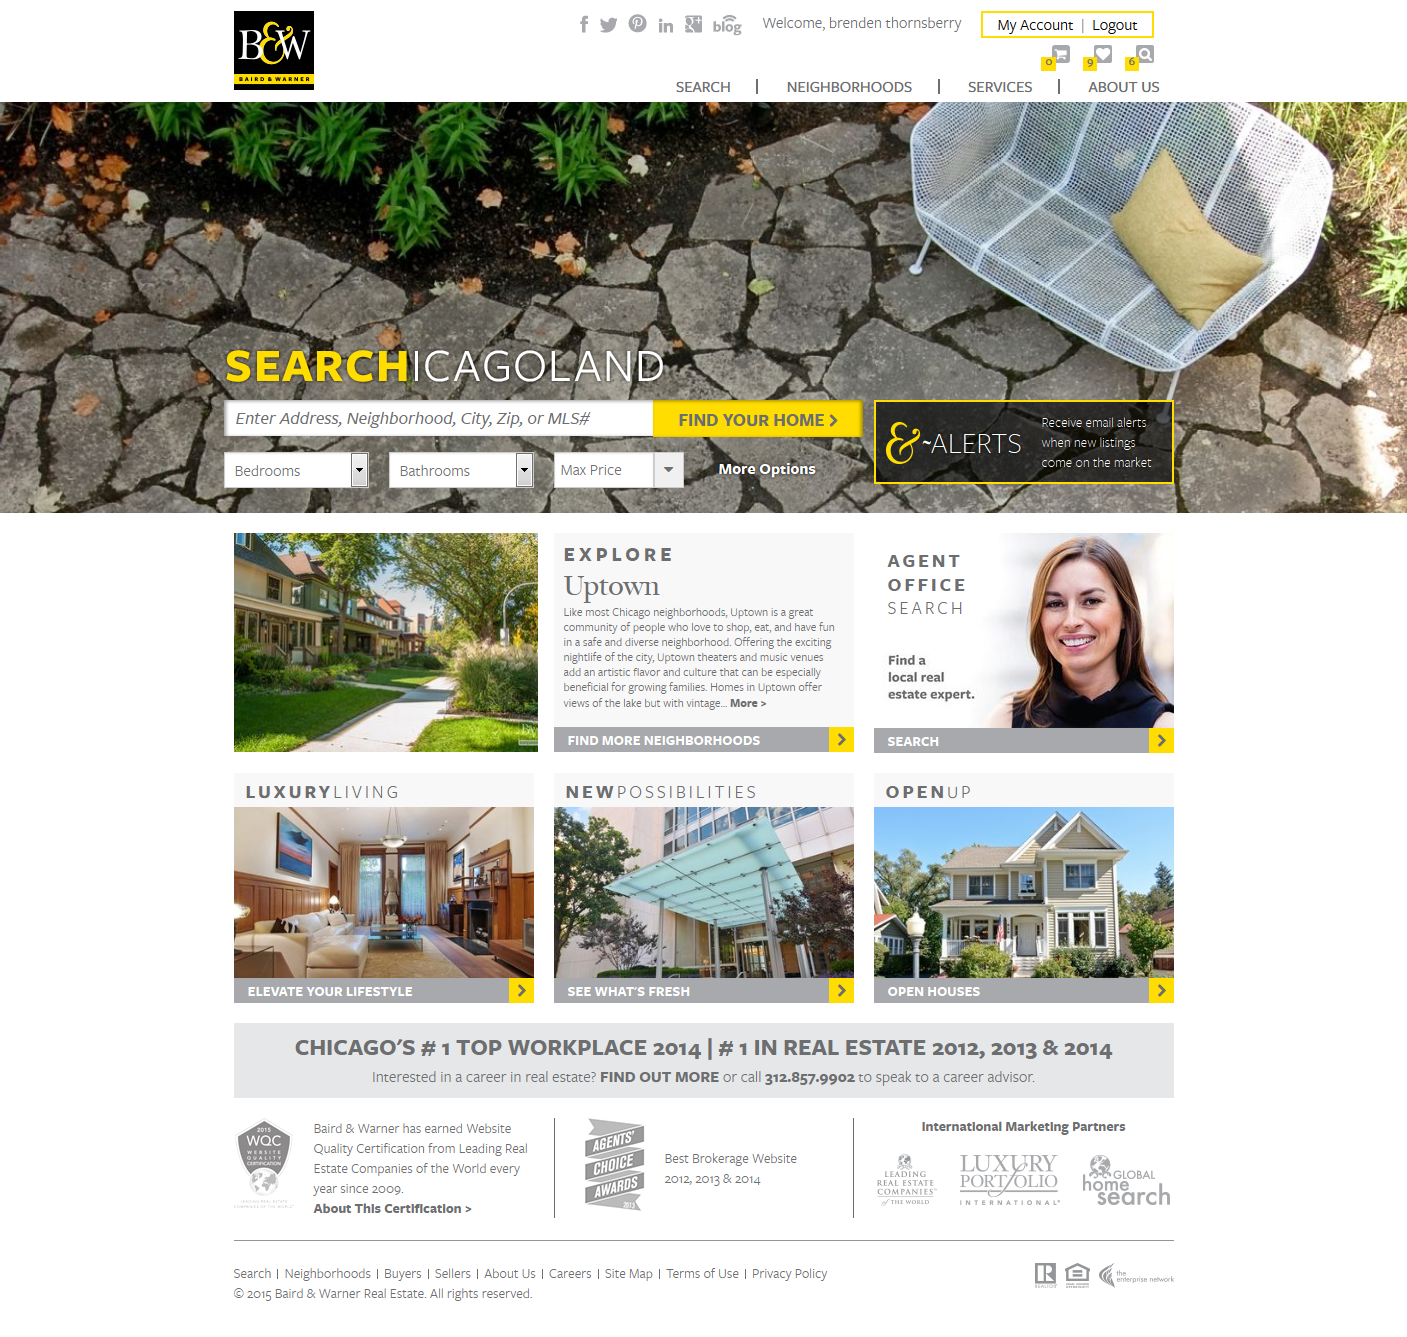 B&W
BAIRD & WARNER
blog
Welcome, brenden thornsberry
My Account | Logout
0
9
6
SEARCH
NEIGHBORHOODS
SERVICES
ABOUT US
SEARCHICAGOLAND
Enter Address, Neighborhood, City, Zip, or MLS#
FIND YOUR HOME
Bedrooms
Bathrooms
Max Price
More Options
&~ALERTS
Receive email alerts
when new listings
come on the market
EXPLORE
Uptown
Like most Chicago neighborhoods, Uptown is a great
community of people who love to shop, eat, and have fun
in a safe and diverse neighborhood. Offering the exciting
nightlife of the city, Uptown theaters and music venues
add an artistic flavor and culture that can be especially
beneficial for growing families. Homes in Uptown offer
views of the lake but with vintage... More >
FIND MORE NEIGHBORHOODS
AGENT
OFFICE
SEARCH
Find a
local real
estate expert.
SEARCH
LUXURYLIVING
ELEVATE YOUR LIFESTYLE
NEWPOSSIBILITIES
SEE WHAT'S FRESH
OPENUP
OPEN HOUSES
CHICAGO'S # 1 TOP WORKPLACE 2014 | # 1 IN REAL ESTATE 2012, 2013 & 2014
Interested in a career in real estate? FIND OUT MORE or call 312.857.9902 to speak to a career advisor.
2015
WQC
WEBSITE
QUALITY
CERTIFICATION
LEADING REAL ESTATE
COMPANIES OF THE WORLD
Baird & Warner has earned Website
Quality Certification from Leading Real
Estate Companies of the World every
year since 2009.
About This Certification >
AGENTS'
CHOICE
AWARDS
2013
Best Brokerage Website
2012, 2013 & 2014
International Marketing Partners
LEADING
REAL ESTATE
COMPANIES
of THE WORLD
LUXURY
PORTFOLIO
INTERNATIONAL
GLOBAL
home
search
Search | Neighborhoods | Buyers | Sellers | About Us | Careers | Site Map | Terms of Use | Privacy Policy
© 2015 Baird & Warner Real Estate. All rights reserved.
REALTOR
the
enterprise network